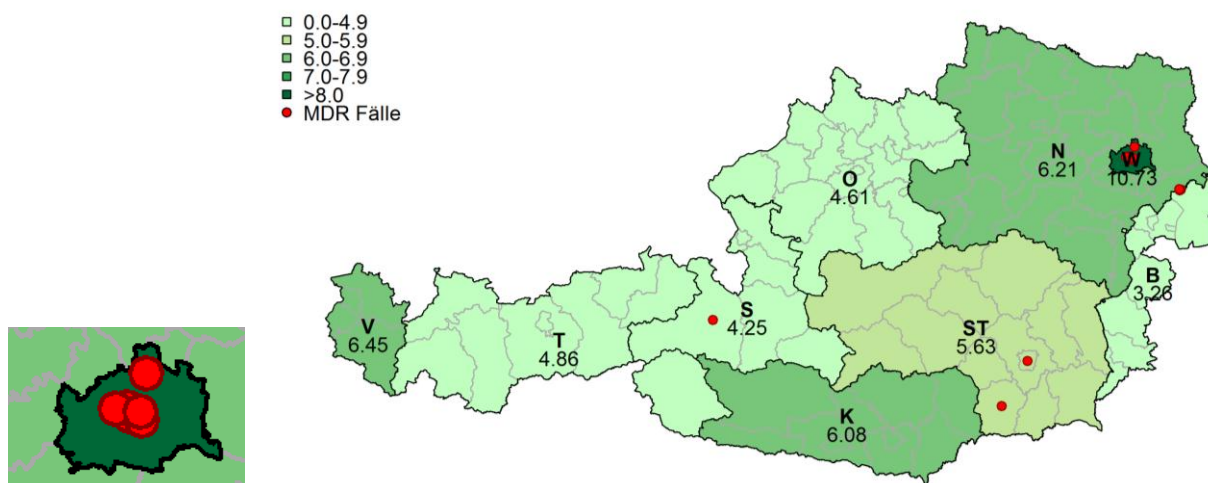 0.0-4.9
5.0-5.9
6.0-6.9
7.0-7.9
>8.0
MDR Fälle
N
6.21
W
10.73
O
4.61
B
3.26
V
6.45
T
4.86
S
4.25
ST
5.63
K
6.08